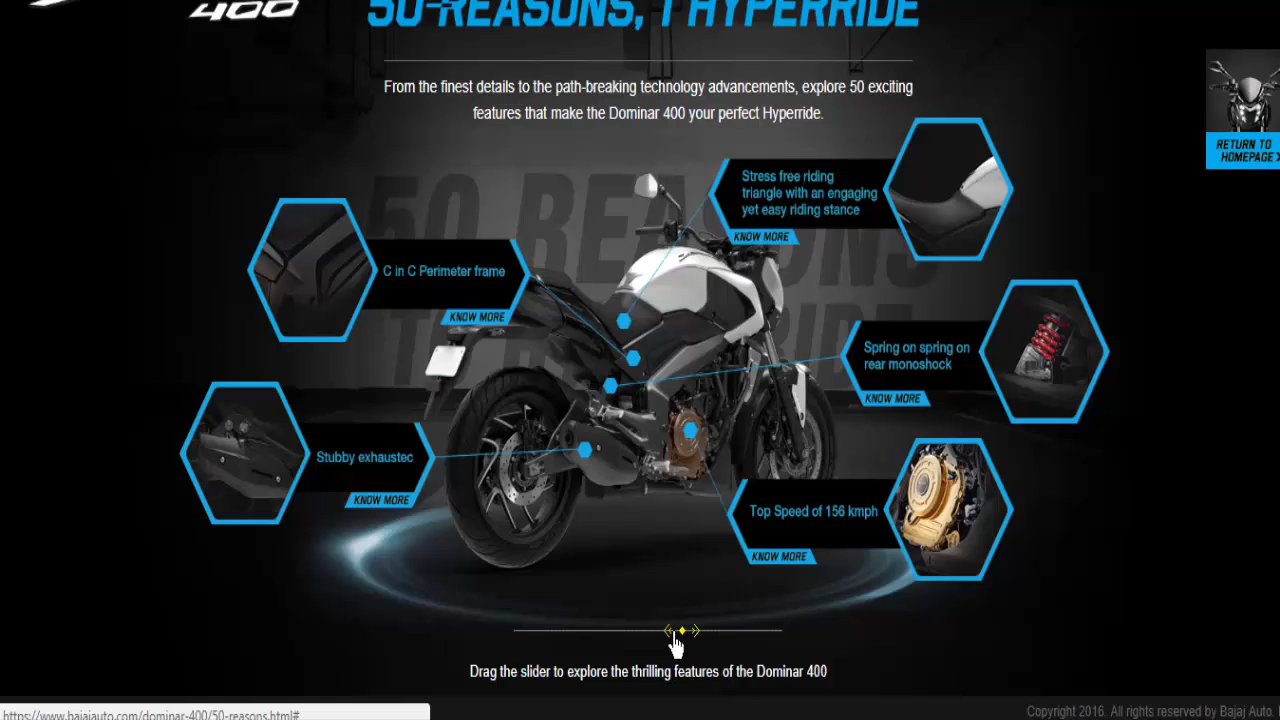 400
50-REASONS, 1 HYPERRIDE
From the finest details to the path-breaking technology advancements, explore 50 exciting
features that make the Dominar 400 your perfect Hyperride.
RETURN TO
HOMEPAGE
50 REASONS
Stress free riding
triangle with an engaging
yet easy riding stance
KNOW MORE
C in C Perimeter frame
KNOW MORE
Spring on spring on
rear monoshock
KNOW MORE
Stubby exhaustec
KNOW MORE
Top Speed of 156 kmph
KNOW MORE
Drag the slider to explore the thrilling features of the Dominar 400
https://www.bajajauto.com/dominar-400/50-reasons.html#
Copyright 2016. All rights reserved by Bajaj Auto.